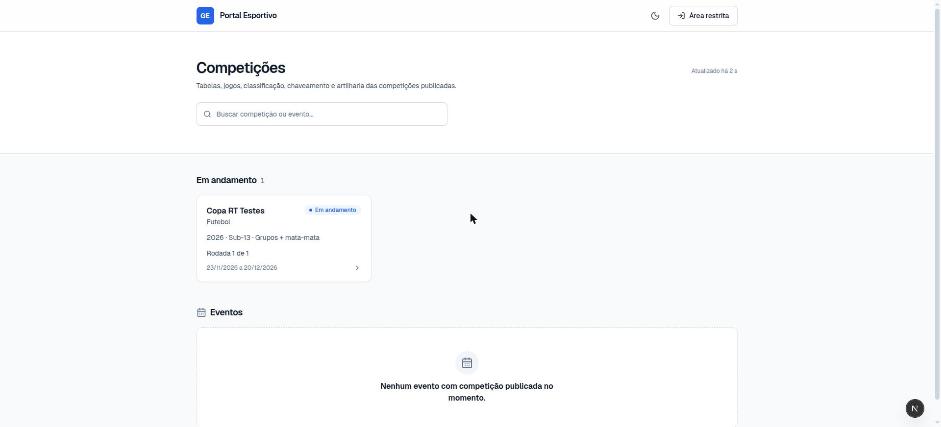 GE Portal Esportivo
Área restrita
Competições
Atualizado há 2 s
Tabelas, jogos, classificação, chaveamento e artilharia das competições publicadas.
Buscar competição ou evento…
Em andamento 1
Copa RT Testes
Em andamento
Futebol
2026 · Sub-13 · Grupos + mata-mata
Rodada 1 de 1
23/11/2026 a 20/12/2026
Eventos
Nenhum evento com competição publicada no
momento.
N